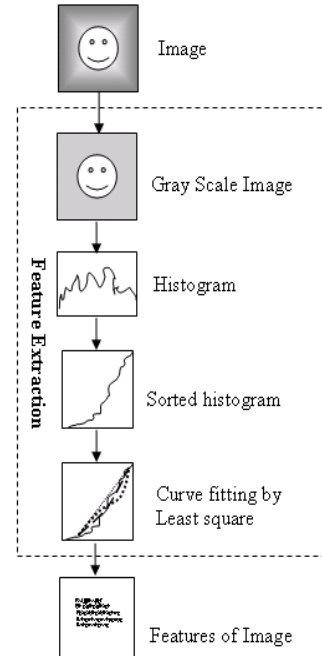 Image
Gray Scale Image
Feature Extraction
Histogram
Sorted histogram
Curve fitting by
Least square
Features of Image